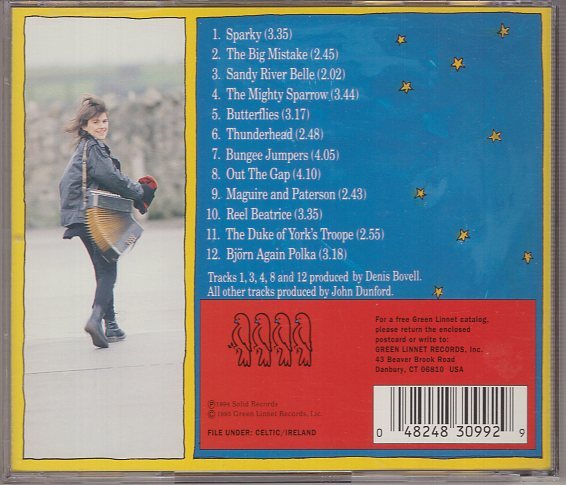 1. Sparky (3.35)
2. The Big Mistake (2.45)
3. Sandy River Belle (2.02)
4. The Mighty Sparrow (3.44)
5. Butterflies (3.17)
6. Thunderhead (2.48)
7. Bungee Jumpers (4.05)
8. Out The Gap (4.10)
9. Maguire and Paterson (2.43)
10. Reel Beatrice (3.35)
11. The Duke of York's Troope (2.55)
12. Björn Again Polka (3.18)
Tracks 1, 3, 4, 8 and 12 produced by Denis Bovell.
All other tracks produced by John Dunford.
For a free Green Linnet catalog,
please return the enclosed
postcard or write to:
GREEN LINNET RECORDS, Inc.
43 Beaver Brook Road
Danbury, CT 06810 USA
℗1994 Solid Records
©1995 Green Linnet Records, Inc.
FILE UNDER: CELTIC/IRELAND
0 48248 30992 9